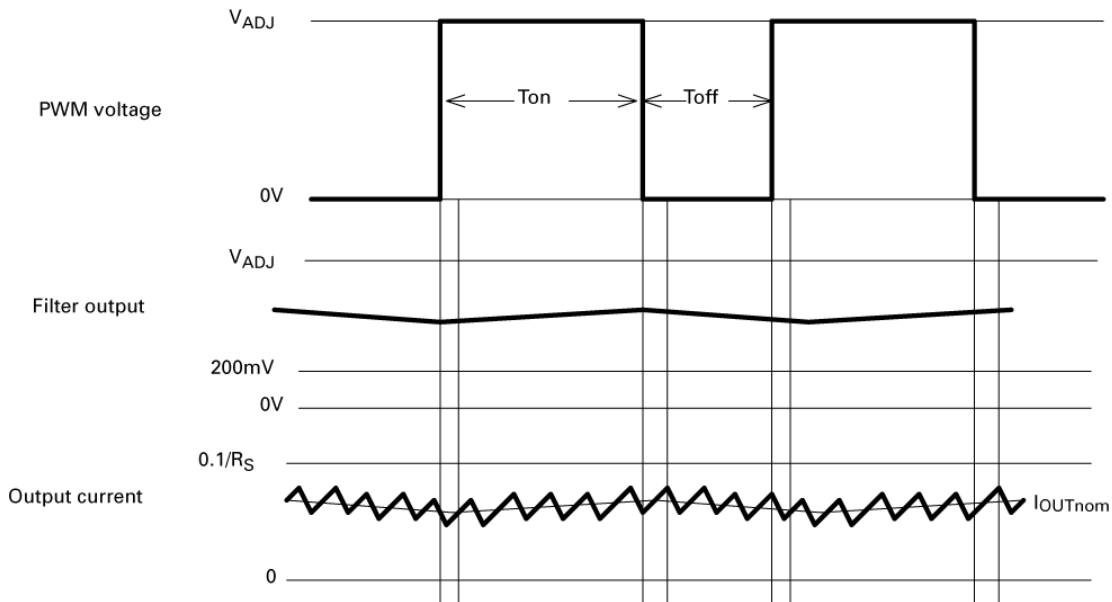 VADJ
Ton
Toff
PWM voltage
0V
VADJ
Filter output
200mV
0V
0.1/RS
Output current
IOUTnom
0